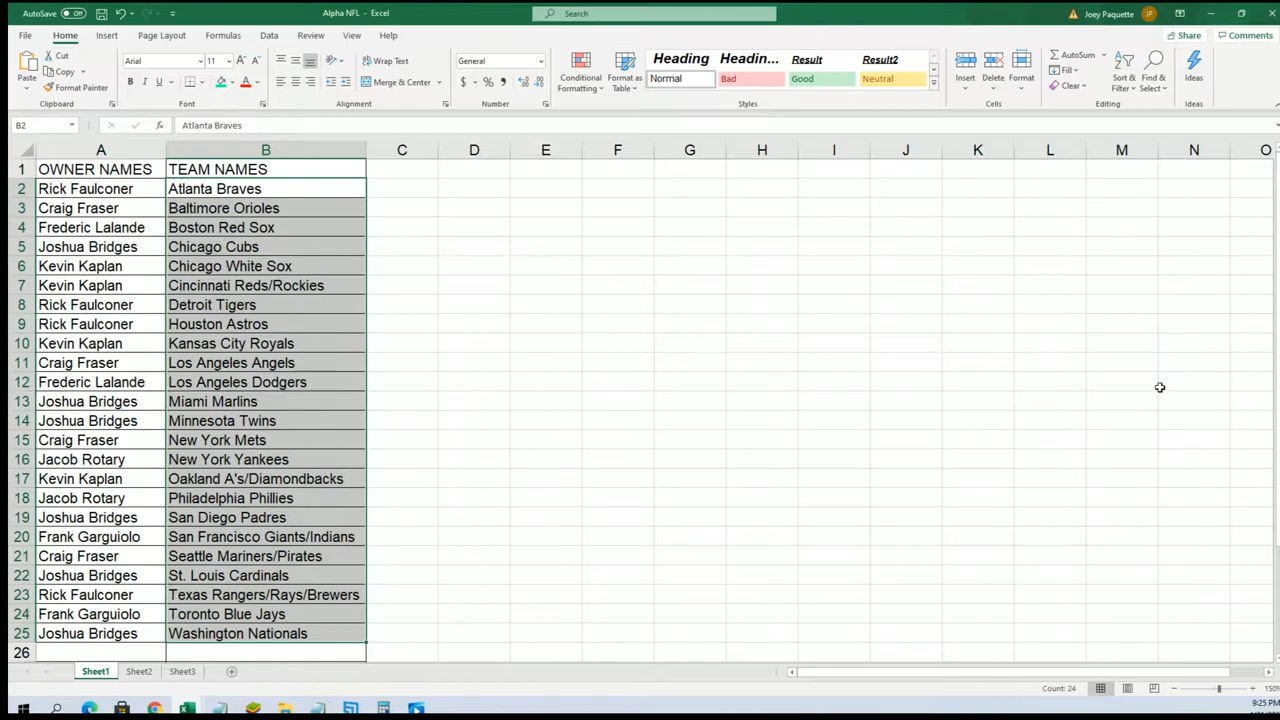 AutoSave Off Alpha NFL - Excel Search Joey Paquette JP
File Home Insert Page Layout Formulas Data Review View Help Share Comments
Paste Cut Copy Format Painter Clipboard
Arial 11 A A B I U A Font
ab Wrap Text Merge & Center Alignment
General $ % , Number
Conditional Formatting Format as Table
Heading Headin... Result Result2
Normal Bad Good Neutral
Styles
Insert Delete Format Cells
AutoSum Fill Clear Sort & Filter Find & Select Editing
Ideas Ideas
B2 fx Atlanta Braves
A B C D E F G H I J K L M N O
1 OWNER NAMES TEAM NAMES
2 Rick Faulconer Atlanta Braves
3 Craig Fraser Baltimore Orioles
4 Frederic Lalande Boston Red Sox
5 Joshua Bridges Chicago Cubs
6 Kevin Kaplan Chicago White Sox
7 Kevin Kaplan Cincinnati Reds/Rockies
8 Rick Faulconer Detroit Tigers
9 Rick Faulconer Houston Astros
10 Kevin Kaplan Kansas City Royals
11 Craig Fraser Los Angeles Angels
12 Frederic Lalande Los Angeles Dodgers
13 Joshua Bridges Miami Marlins
14 Joshua Bridges Minnesota Twins
15 Craig Fraser New York Mets
16 Jacob Rotary New York Yankees
17 Kevin Kaplan Oakland A's/Diamondbacks
18 Jacob Rotary Philadelphia Phillies
19 Joshua Bridges San Diego Padres
20 Frank Garguiolo San Francisco Giants/Indians
21 Craig Fraser Seattle Mariners/Pirates
22 Joshua Bridges St. Louis Cardinals
23 Rick Faulconer Texas Rangers/Rays/Brewers
24 Frank Garguiolo Toronto Blue Jays
25 Joshua Bridges Washington Nationals
26
Sheet1 Sheet2 Sheet3
Count: 24 150%
9:25 PM